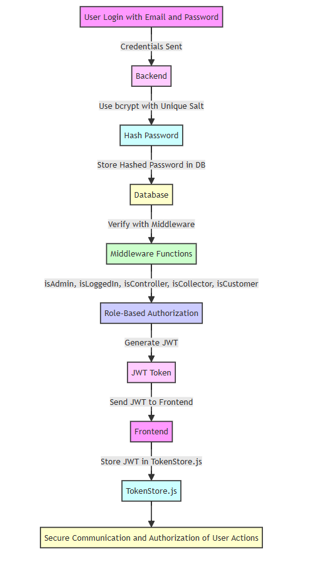 User Login with Email and Password
Credentials Sent
Backend
Use bcrypt with Unique Salt
Hash Password
Store Hashed Password in DB
Database
Verify with Middleware
Middleware Functions
isAdmin, isLoggedIn, isController, isCollector, isCustomer
Role-Based Authorization
Generate JWT
JWT Token
Send JWT to Frontend
Frontend
Store JWT in TokenStore.js
TokenStore.js
Secure Communication and Authorization of User Actions